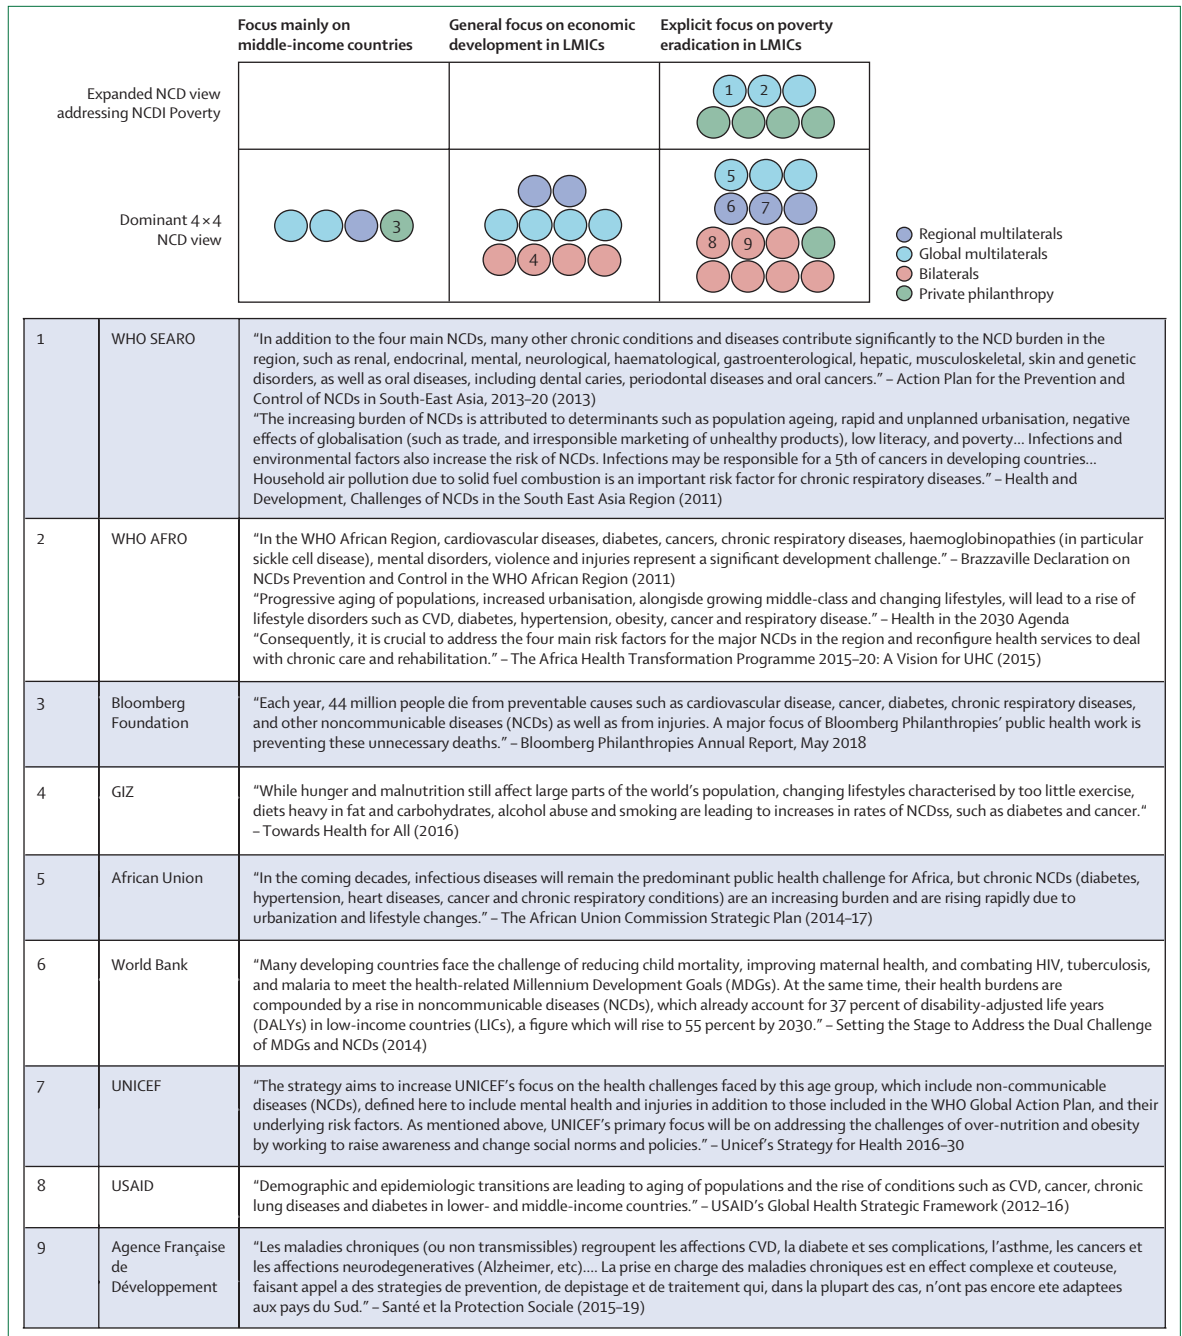 Focus mainly on
middle-income countries
General focus on economic
development in LMICs
Explicit focus on poverty
eradication in LMICs
Expanded NCD view
addressing NCDI Poverty
1 2
Dominant 4 × 4
NCD view
3
4
5
6 7
8 9
Regional multilaterals
Global multilaterals
Bilaterals
Private philanthropy
1
WHO SEARO
“In addition to the four main NCDs, many other chronic conditions and diseases contribute significantly to the NCD burden in the
region, such as renal, endocrinal, mental, neurological, haematological, gastroenterological, hepatic, musculoskeletal, skin and genetic
disorders, as well as oral diseases, including dental caries, periodontal diseases and oral cancers.” – Action Plan for the Prevention and
Control of NCDs in South-East Asia, 2013–20 (2013)
“The increasing burden of NCDs is attributed to determinants such as population ageing, rapid and unplanned urbanisation, negative
effects of globalisation (such as trade, and irresponsible marketing of unhealthy products), low literacy, and poverty... Infections and
environmental factors also increase the risk of NCDs. Infections may be responsible for a 5th of cancers in developing countries...
Household air pollution due to solid fuel combustion is an important risk factor for chronic respiratory diseases.” – Health and
Development, Challenges of NCDs in the South East Asia Region (2011)
2
WHO AFRO
“In the WHO African Region, cardiovascular diseases, diabetes, cancers, chronic respiratory diseases, haemoglobinopathies (in particular
sickle cell disease), mental disorders, violence and injuries represent a significant development challenge.” – Brazzaville Declaration on
NCDs Prevention and Control in the WHO African Region (2011)
“Progressive aging of populations, increased urbanisation, alongisde growing middle-class and changing lifestyles, will lead to a rise of
lifestyle disorders such as CVD, diabetes, hypertension, obesity, cancer and respiratory disease.” – Health in the 2030 Agenda
“Consequently, it is crucial to address the four main risk factors for the major NCDs in the region and reconfigure health services to deal
with chronic care and rehabilitation.” – The Africa Health Transformation Programme 2015–20: A Vision for UHC (2015)
3
Bloomberg
Foundation
“Each year, 44 million people die from preventable causes such as cardiovascular disease, cancer, diabetes, chronic respiratory diseases,
and other noncommunicable diseases (NCDs) as well as from injuries. A major focus of Bloomberg Philanthropies’ public health work is
preventing these unnecessary deaths.” – Bloomberg Philanthropies Annual Report, May 2018
4
GIZ
“While hunger and malnutrition still affect large parts of the world’s population, changing lifestyles characterised by too little exercise,
diets heavy in fat and carbohydrates, alcohol abuse and smoking are leading to increases in rates of NCDss, such as diabetes and cancer.“
– Towards Health for All (2016)
5
African Union
“In the coming decades, infectious diseases will remain the predominant public health challenge for Africa, but chronic NCDs (diabetes,
hypertension, heart diseases, cancer and chronic respiratory conditions) are an increasing burden and are rising rapidly due to
urbanization and lifestyle changes.” – The African Union Commission Strategic Plan (2014–17)
6
World Bank
“Many developing countries face the challenge of reducing child mortality, improving maternal health, and combating HIV, tuberculosis,
and malaria to meet the health-related Millennium Development Goals (MDGs). At the same time, their health burdens are
compounded by a rise in noncommunicable diseases (NCDs), which already account for 37 percent of disability-adjusted life years
(DALYs) in low-income countries (LICs), a figure which will rise to 55 percent by 2030.” – Setting the Stage to Address the Dual Challenge
of MDGs and NCDs (2014)
7
UNICEF
“The strategy aims to increase UNICEF’s focus on the health challenges faced by this age group, which include non-communicable
diseases (NCDs), defined here to include mental health and injuries in addition to those included in the WHO Global Action Plan, and their
underlying risk factors. As mentioned above, UNICEF’s primary focus will be on addressing the challenges of over-nutrition and obesity
by working to raise awareness and change social norms and policies.” – Unicef’s Strategy for Health 2016–30
8
USAID
“Demographic and epidemiologic transitions are leading to aging of populations and the rise of conditions such as CVD, cancer, chronic
lung diseases and diabetes in lower- and middle-income countries.” – USAID’s Global Health Strategic Framework (2012–16)
9
Agence Française
de
Développement
“Les maladies chroniques (ou non transmissibles) regroupent les affections CVD, la diabete et ses complications, l’asthme, les cancers et
les affections neurodegeneratives (Alzheimer, etc).... La prise en charge des maladies chroniques est en effect complexe et couteuse,
faisant appel a des strategies de prevention, de depistage et de traitement qui, dans la plupart des cas, n’ont pas encore ete adaptees
aux pays du Sud.” – Santé et la Protection Sociale (2015–19)